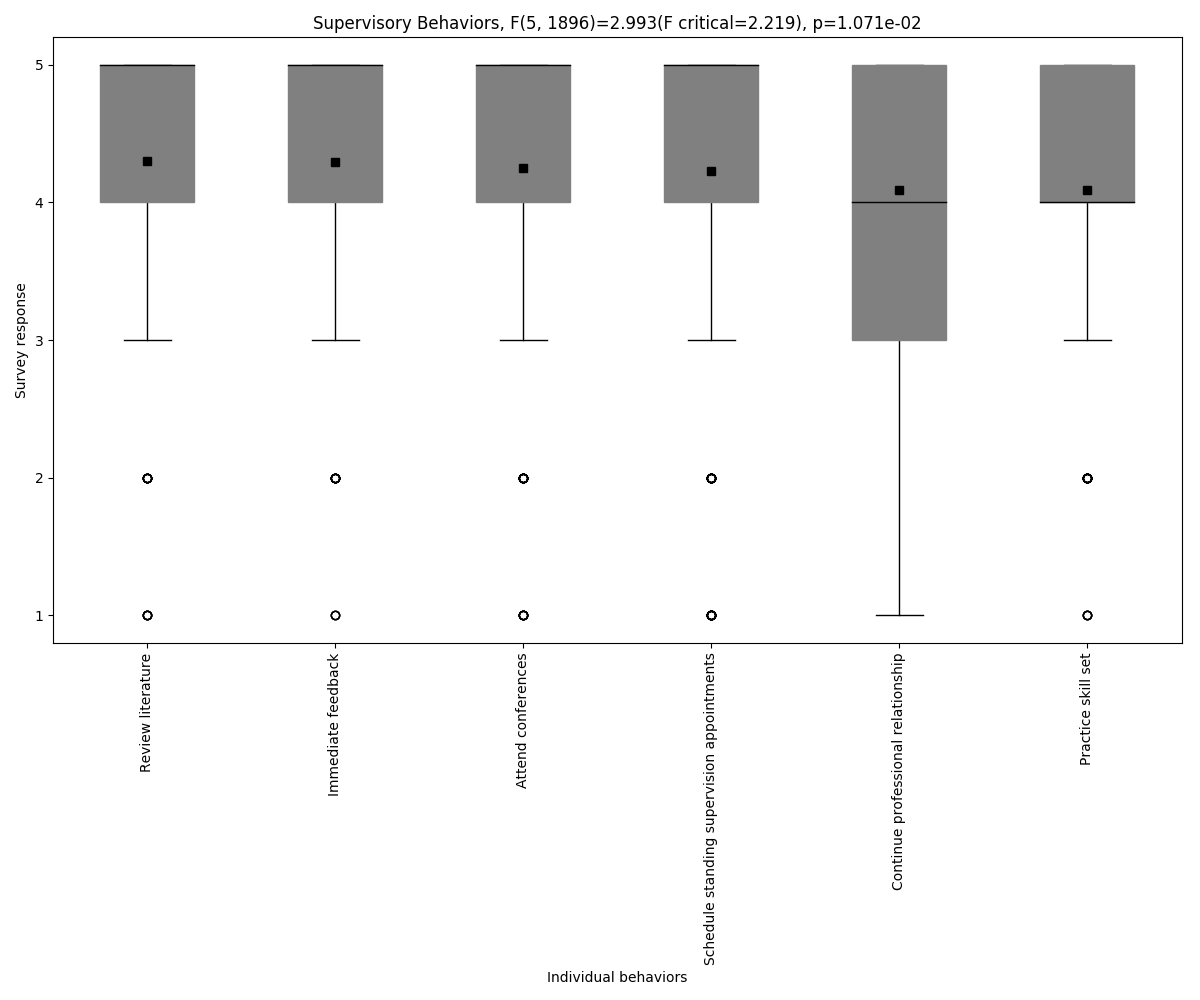 Supervisory Behaviors, F(5, 1896)=2.993(F critical=2.219), p=1.071e-02
Survey response
5
4
3
2
1
Review literature
Immediate feedback
Attend conferences
Schedule standing supervision appointments
Continue professional relationship
Practice skill set
Individual behaviors